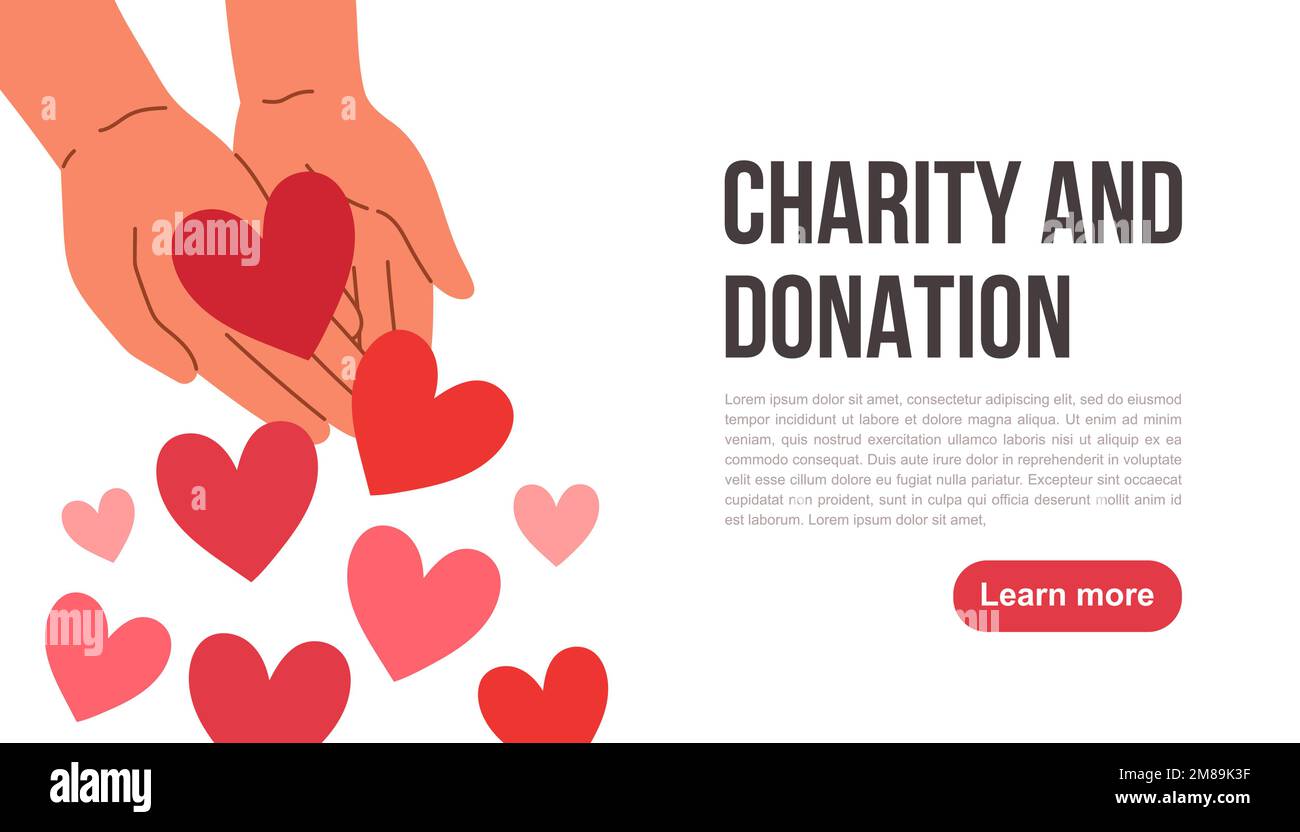 CHARITY AND
DONATION
Lorem ipsum dolor sit amet, consectetur adipiscing elit, sed do eiusmod
tempor incididunt ut labore et dolore magna aliqua. Ut enim ad minim
veniam, quis nostrud exercitation ullamco laboris nisi ut aliquip ex ea
commodo consequat. Duis aute irure dolor in reprehenderit in voluptate
velit esse cillum dolore eu nulla pariatur. Excepteur sint occaecat
cupidatat non proident, sunt in culpa qui officia deserunt mollit anim id
est laborum. Lorem ipsum dolor sit amet,
Learn more
alamy
Image ID: 2M89K3F
www.alamy.com